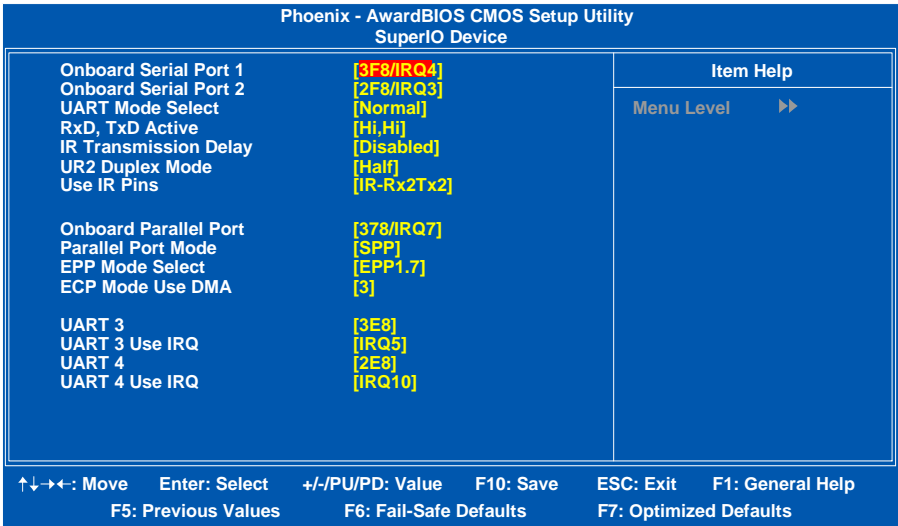 Phoenix - AwardBIOS CMOS Setup Utility
SuperIO Device
Onboard Serial Port 1 [3F8/IRQ4]
Onboard Serial Port 2 [2F8/IRQ3]
UART Mode Select [Normal]
RxD, TxD Active [Hi,Hi]
IR Transmission Delay [Disabled]
UR2 Duplex Mode [Half]
Use IR Pins [IR-Rx2Tx2]
Onboard Parallel Port [378/IRQ7]
Parallel Port Mode [SPP]
EPP Mode Select [EPP1.7]
ECP Mode Use DMA [3]
UART 3 [3E8]
UART 3 Use IRQ [IRQ5]
UART 4 [2E8]
UART 4 Use IRQ [IRQ10]
Item Help
Menu Level
↑↓→←: Move Enter: Select +/-/PU/PD: Value F10: Save ESC: Exit F1: General Help
F5: Previous Values F6: Fail-Safe Defaults F7: Optimized Defaults